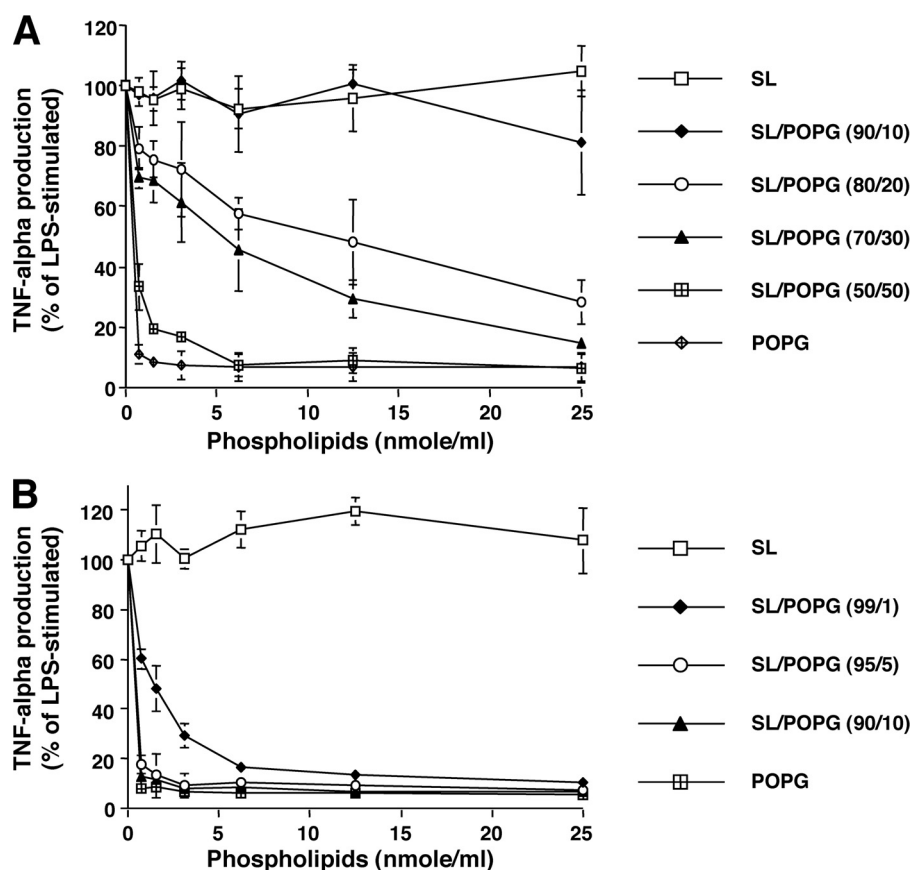 A
TNF-alpha production
(% of LPS-stimulated)
120
100
80
60
40
20
0
0 5 10 15 20 25
Phospholipids (nmole/ml)
SL
SL/POPG (90/10)
SL/POPG (80/20)
SL/POPG (70/30)
SL/POPG (50/50)
POPG
B
TNF-alpha production
(% of LPS-stimulated)
120
100
80
60
40
20
0
0 5 10 15 20 25
Phospholipids (nmole/ml)
SL
SL/POPG (99/1)
SL/POPG (95/5)
SL/POPG (90/10)
POPG